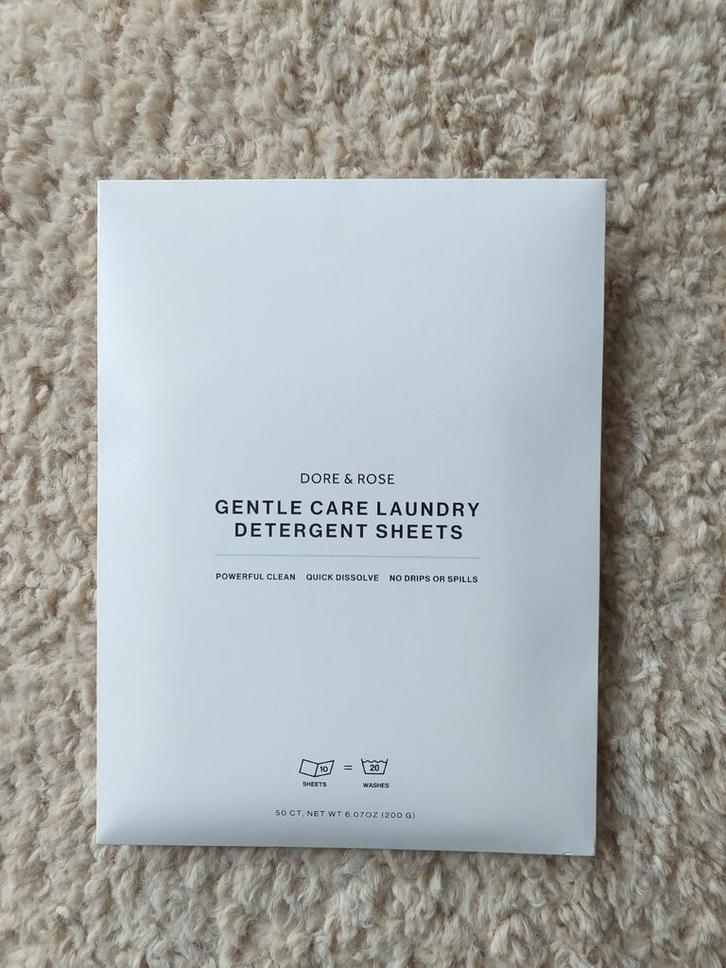 DORE & ROSE
GENTLE CARE LAUNDRY
DETERGENT SHEETS
POWERFUL CLEAN QUICK DISSOLVE NO DRIPS OR SPILLS
10 = 20
SHEETS WASHES
50 CT, NET WT 6.07OZ (200 G)